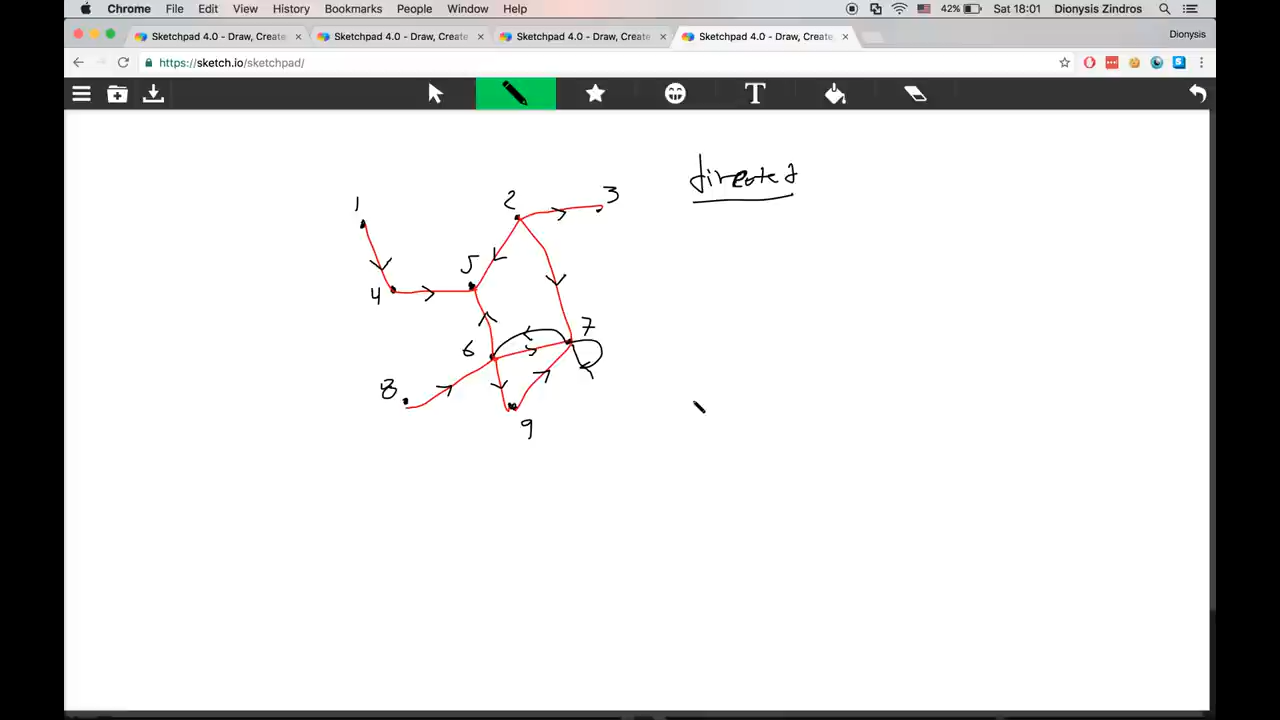 Chrome File Edit View History Bookmarks People Window Help 42% Sat 18:01 Dionysis Zindros
Sketchpad 4.0 - Draw, Create Sketchpad 4.0 - Draw, Create Sketchpad 4.0 - Draw, Create Sketchpad 4.0 - Draw, Create Dionysis
https://sketch.io/sketchpad/
T
directed
1 2 3
5
4
7
6
8
9